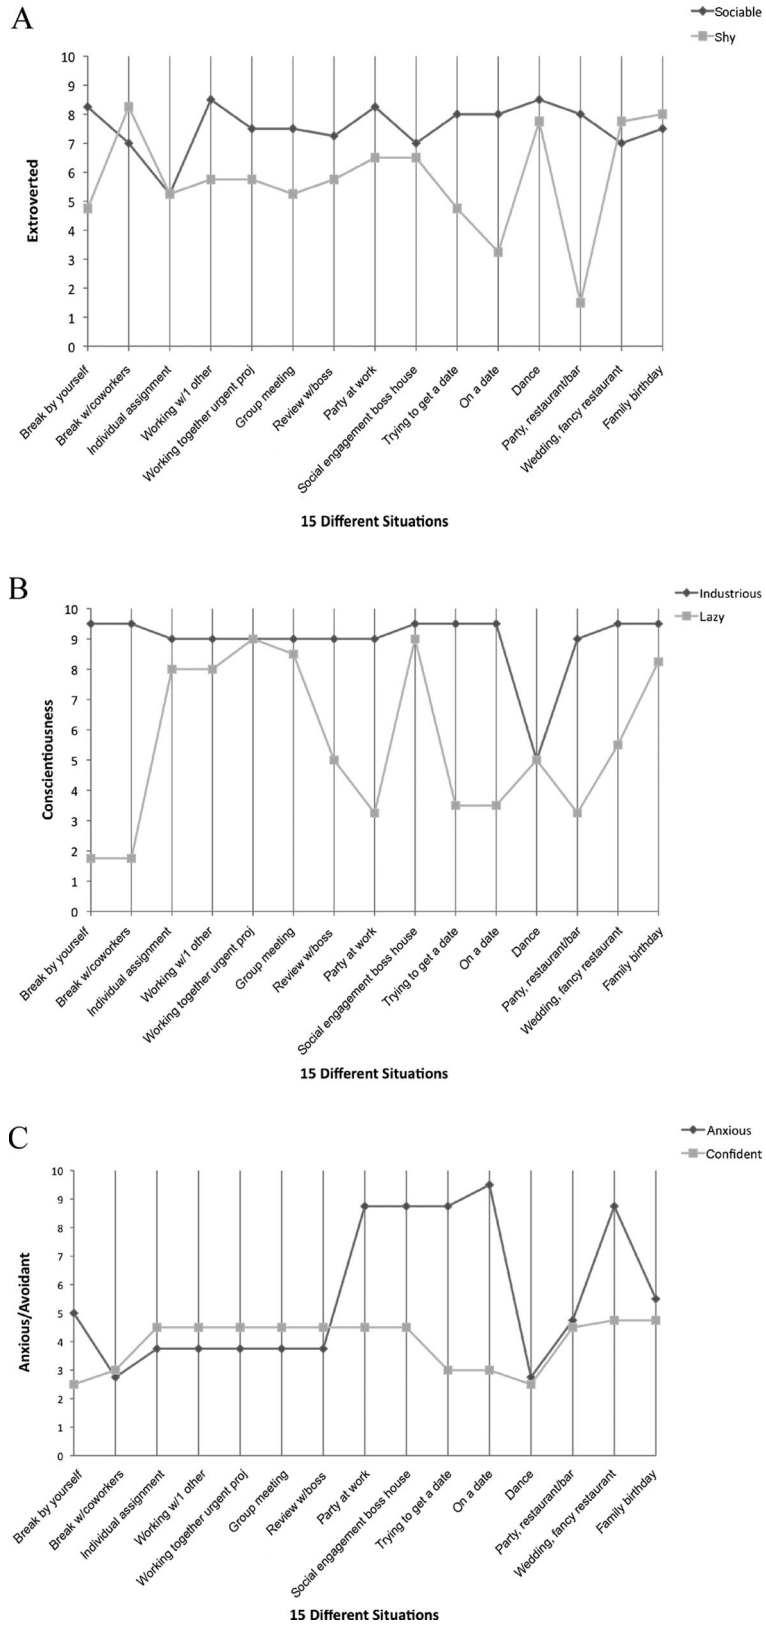 A
Sociable
Shy
10
9
8
7
6
5
4
3
2
1
0
Extroverted
Break by yourself
Break w/coworkers
Individual assignment
Working w/1 other
Working together urgent proj
Group meeting
Review w/boss
Party at work
Social engagement boss house
Trying to get a date
On a date
Dance
Party, restaurant/bar
Wedding, fancy restaurant
Family birthday
15 Different Situations
B
Industrious
Lazy
10
9
8
7
6
5
4
3
2
1
0
Conscientiousness
Break by yourself
Break w/coworkers
Individual assignment
Working w/1 other
Working together urgent proj
Group meeting
Review w/boss
Party at work
Social engagement boss house
Trying to get a date
On a date
Dance
Party, restaurant/bar
Wedding, fancy restaurant
Family birthday
15 Different Situations
C
Anxious
Confident
10
9
8
7
6
5
4
3
2
1
0
Anxious/Avoidant
Break by yourself
Break w/coworkers
Individual assignment
Working w/1 other
Working together urgent proj
Group meeting
Review w/boss
Party at work
Social engagement boss house
Trying to get a date
On a date
Dance
Party, restaurant/bar
Wedding, fancy restaurant
Family birthday
15 Different Situations